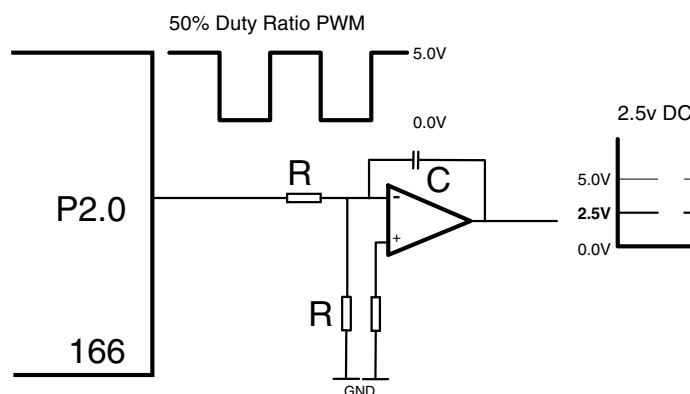 50% Duty Ratio PWM
5.0V
0.0V
2.5v DC
R
C
-
+
P2.0
5.0V
2.5V
0.0V
R
166
GND